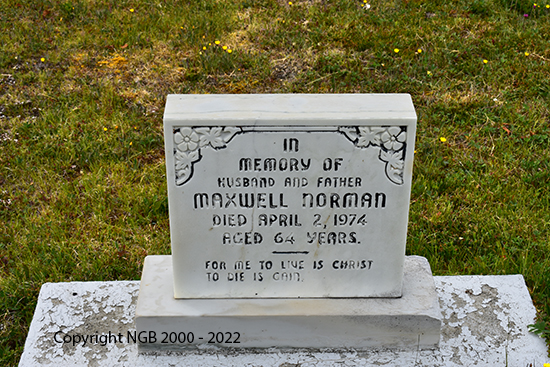 IN
MEMORY OF
HUSBAND AND FATHER
MAXWELL NORMAN
DIED APRIL 2, 1974
AGED 64 YEARS.
FOR ME TO LIVE IS CHRIST
TO DIE IS GAIN.
Copyright NGB 2000 - 2022